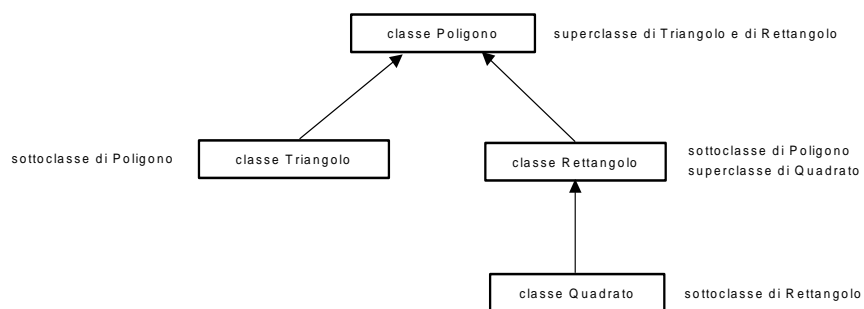 classe Poligono
superclasse di Triangolo e di Rettangolo
sottoclasse di Poligono
classe Triangolo
classe Rettangolo
sottoclasse di Poligono
superclasse di Quadrato
classe Quadrato
sottoclasse di Rettangolo